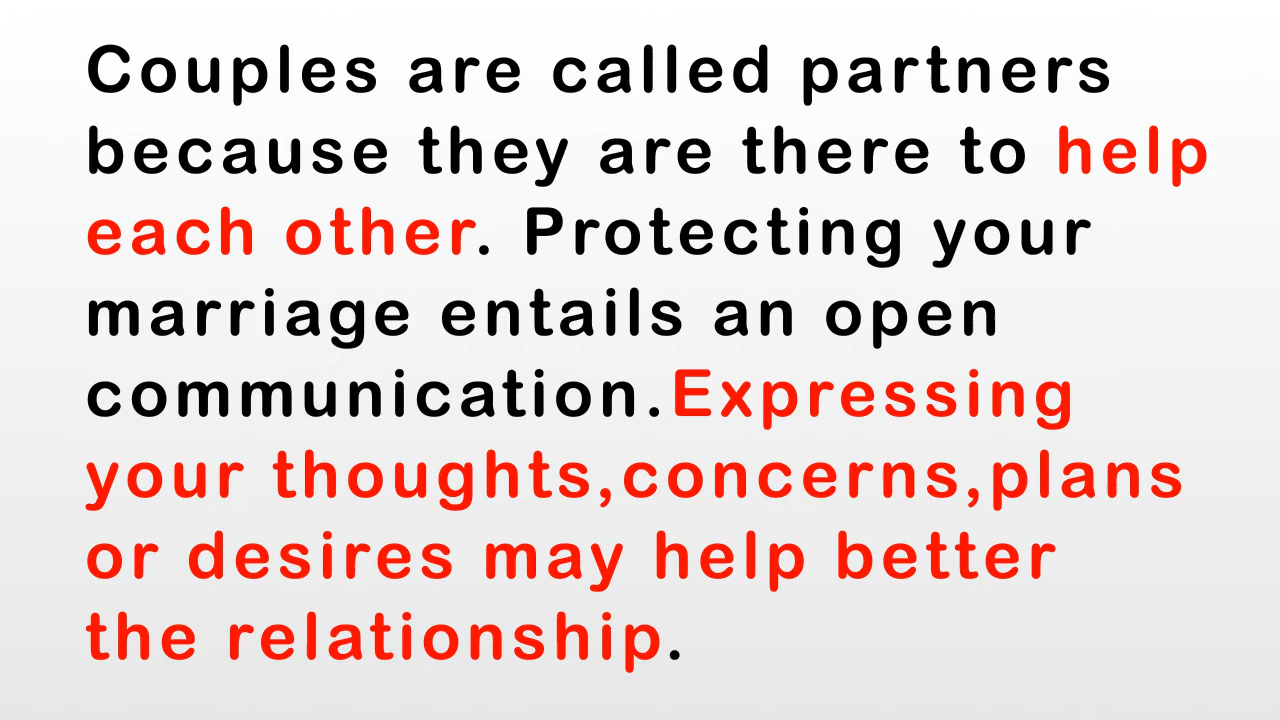 Couples are called partners
because they are there to help
each other. Protecting your
marriage entails an open
communication.Expressing
your thoughts,concerns,plans
or desires may help better
the relationship.